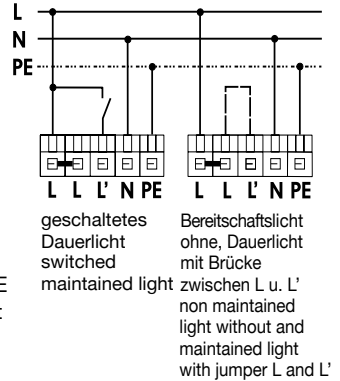 L
N
PE
L L L' N PE
L L L' N PE
geschaltetes
Dauerlicht
switched
maintained light
Bereitschaftslicht
ohne, Dauerlicht
mit Brücke
zwischen L u. L'
non maintained
light without and
maintained light
with jumper L and L'
E